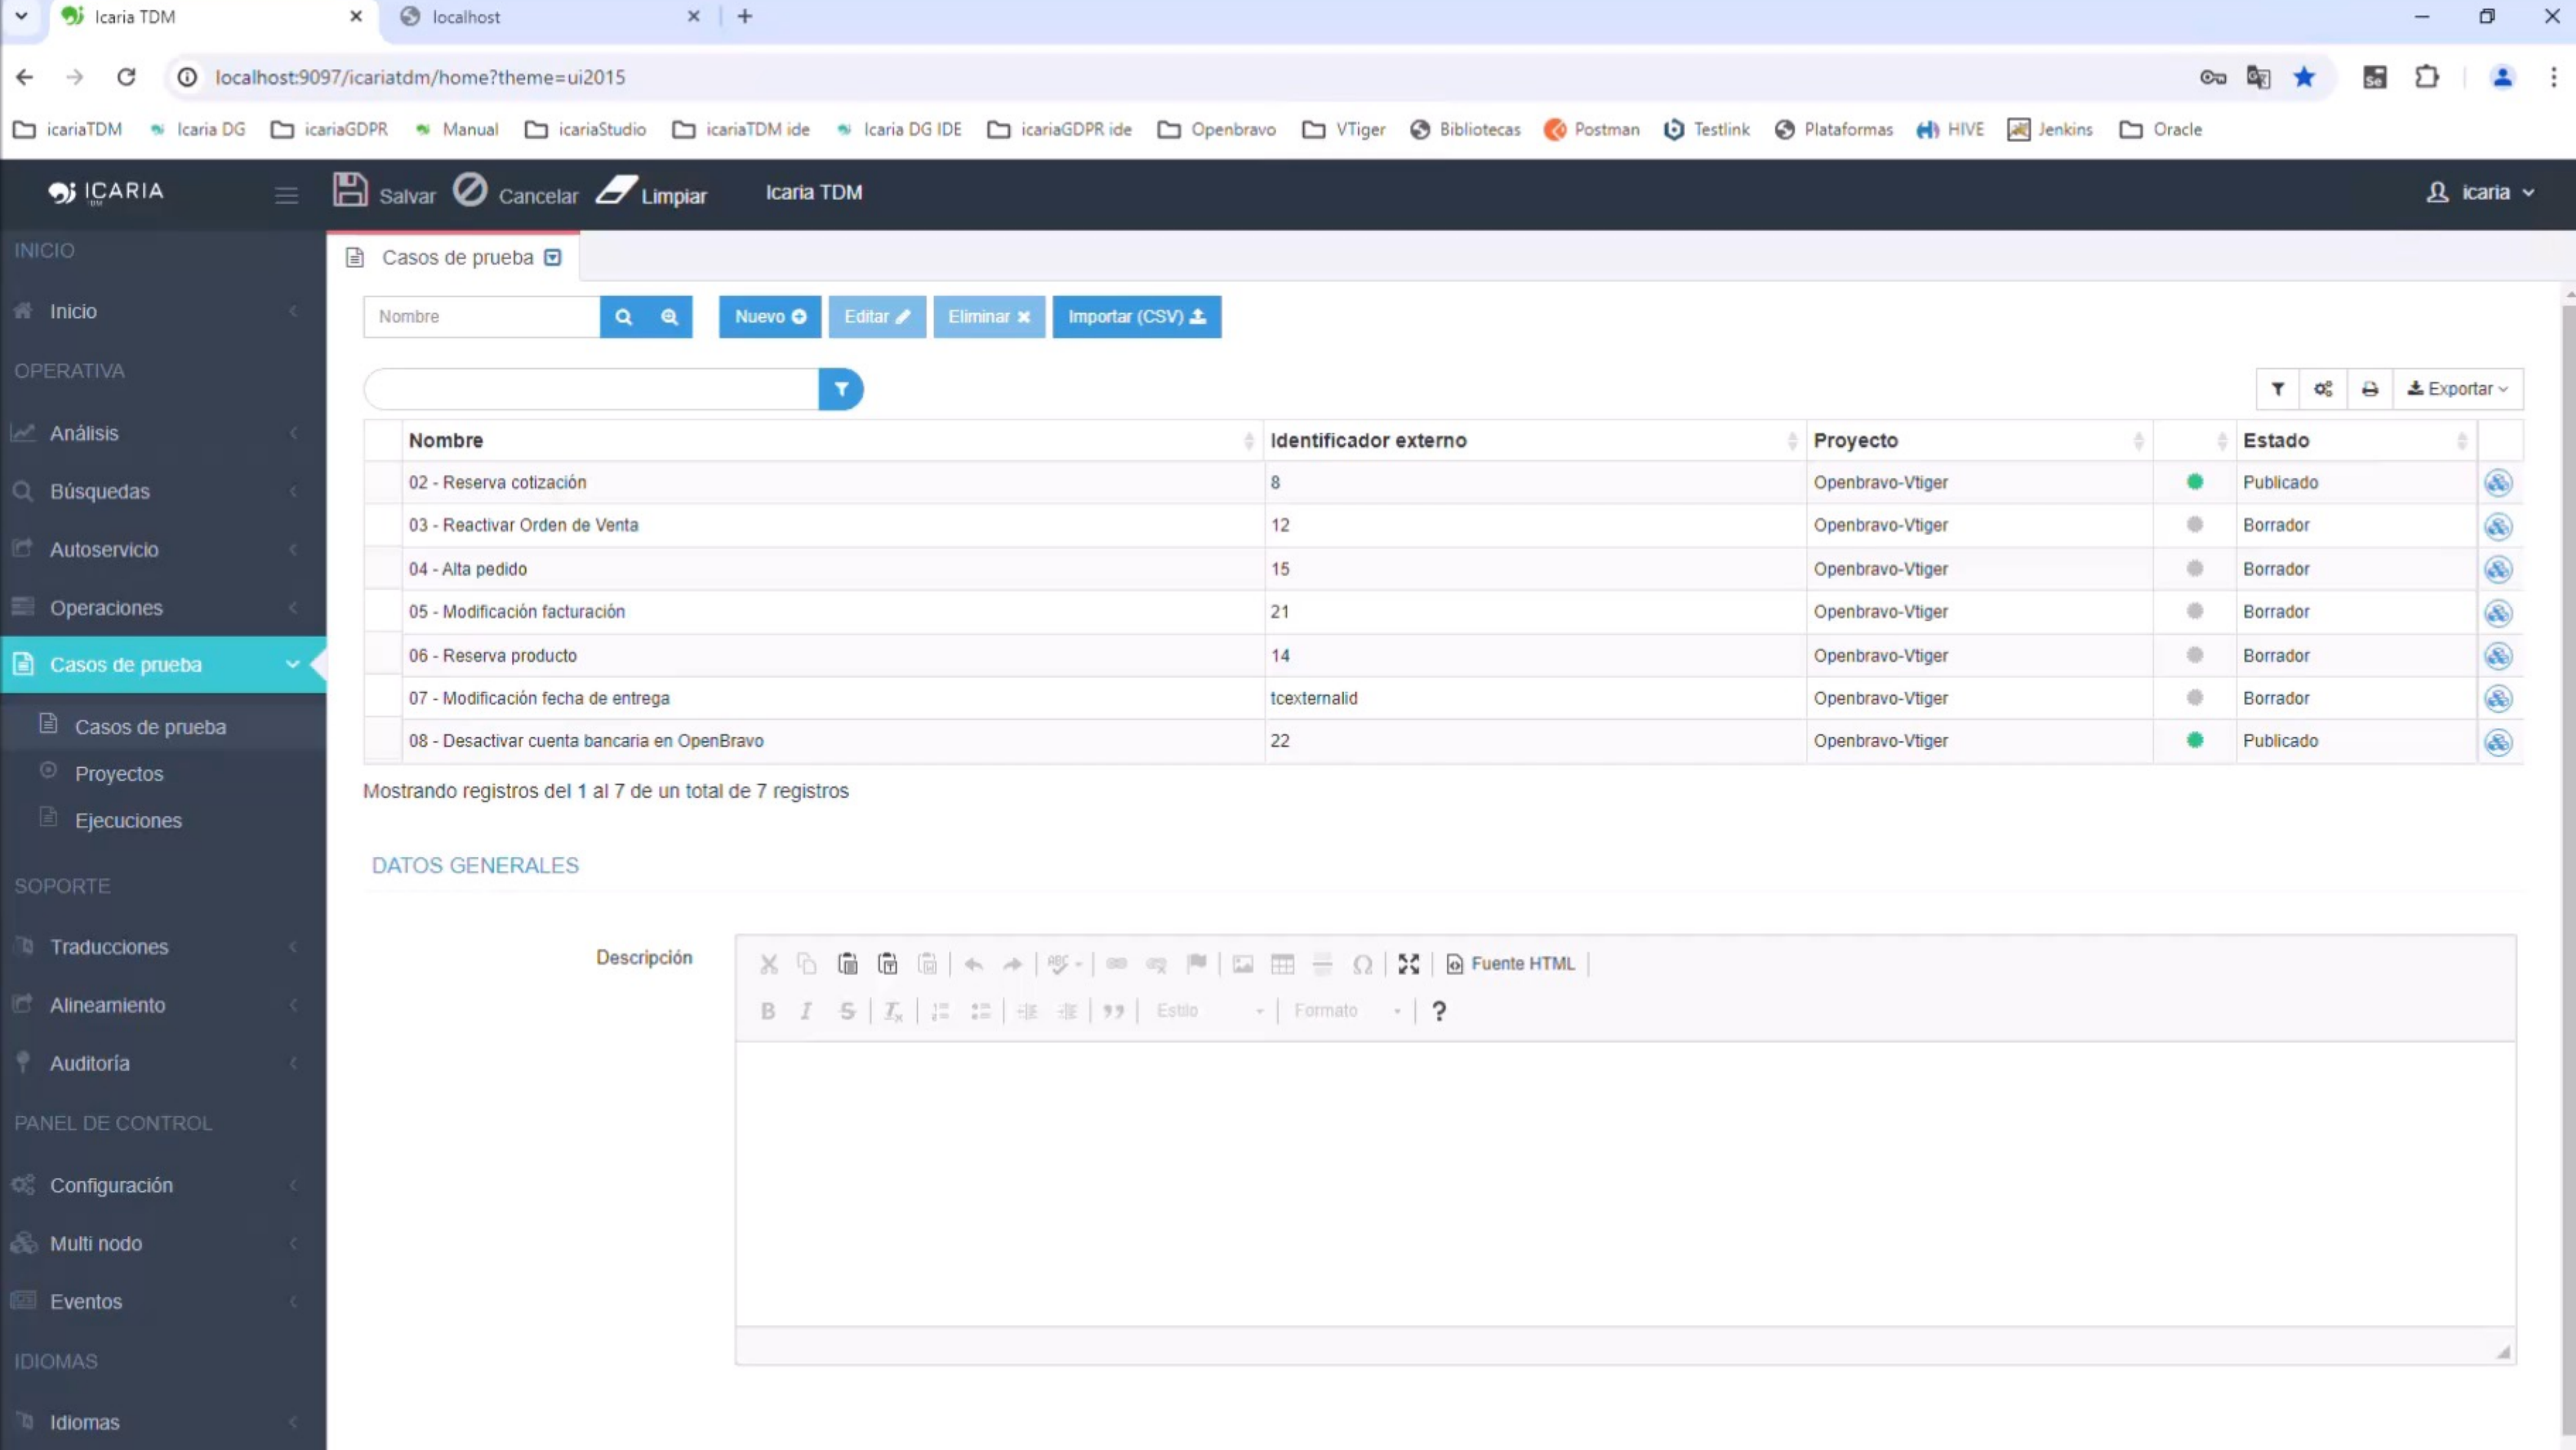 Icaria TDM
localhost
localhost:9097/icariatdm/home?theme=ui2015
icariaTDM Icaria DG icariaGDPR Manual icariaStudio icariaTDM ide Icaria DG IDE icariaGDPR ide Openbravo VTiger Bibliotecas Postman Testlink Plataformas HIVE Jenkins Oracle
ICARIA
TDM
Salvar Cancelar Limpiar Icaria TDM icaria
INICIO
Inicio
OPERATIVA
Análisis
Búsquedas
Autoservicio
Operaciones
Casos de prueba
Casos de prueba
Proyectos
Ejecuciones
SOPORTE
Traducciones
Alineamiento
Auditoría
PANEL DE CONTROL
Configuración
Multi nodo
Eventos
IDIOMAS
Idiomas
Casos de prueba
Nombre Nuevo Editar Eliminar Importar (CSV)
Exportar
Nombre Identificador externo Proyecto Estado
02 - Reserva cotización 8 Openbravo-Vtiger Publicado
03 - Reactivar Orden de Venta 12 Openbravo-Vtiger Borrador
04 - Alta pedido 15 Openbravo-Vtiger Borrador
05 - Modificación facturación 21 Openbravo-Vtiger Borrador
06 - Reserva producto 14 Openbravo-Vtiger Borrador
07 - Modificación fecha de entrega tcexternalid Openbravo-Vtiger Borrador
08 - Desactivar cuenta bancaria en OpenBravo 22 Openbravo-Vtiger Publicado
Mostrando registros del 1 al 7 de un total de 7 registros
DATOS GENERALES
Descripción
Fuente HTML
B I S Estilo Formato ?